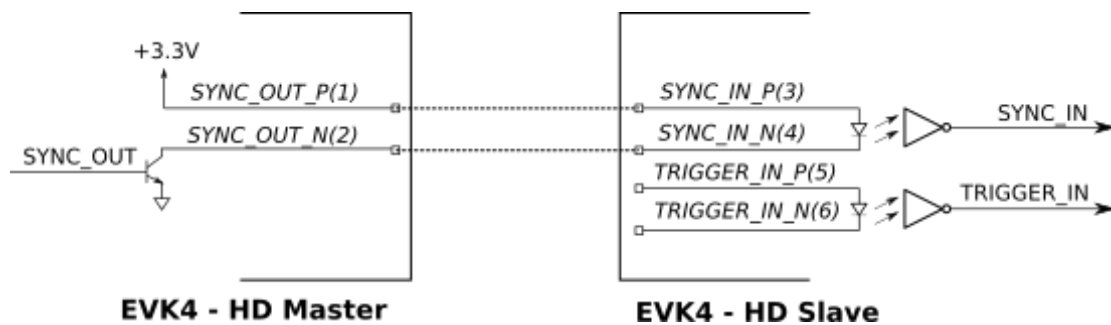 +3.3V
SYNC_OUT_P(1)
SYNC_OUT_N(2)
SYNC_OUT
SYNC_IN_P(3)
SYNC_IN_N(4)
SYNC_IN
TRIGGER_IN_P(5)
TRIGGER_IN_N(6)
TRIGGER_IN
EVK4 - HD Master
EVK4 - HD Slave